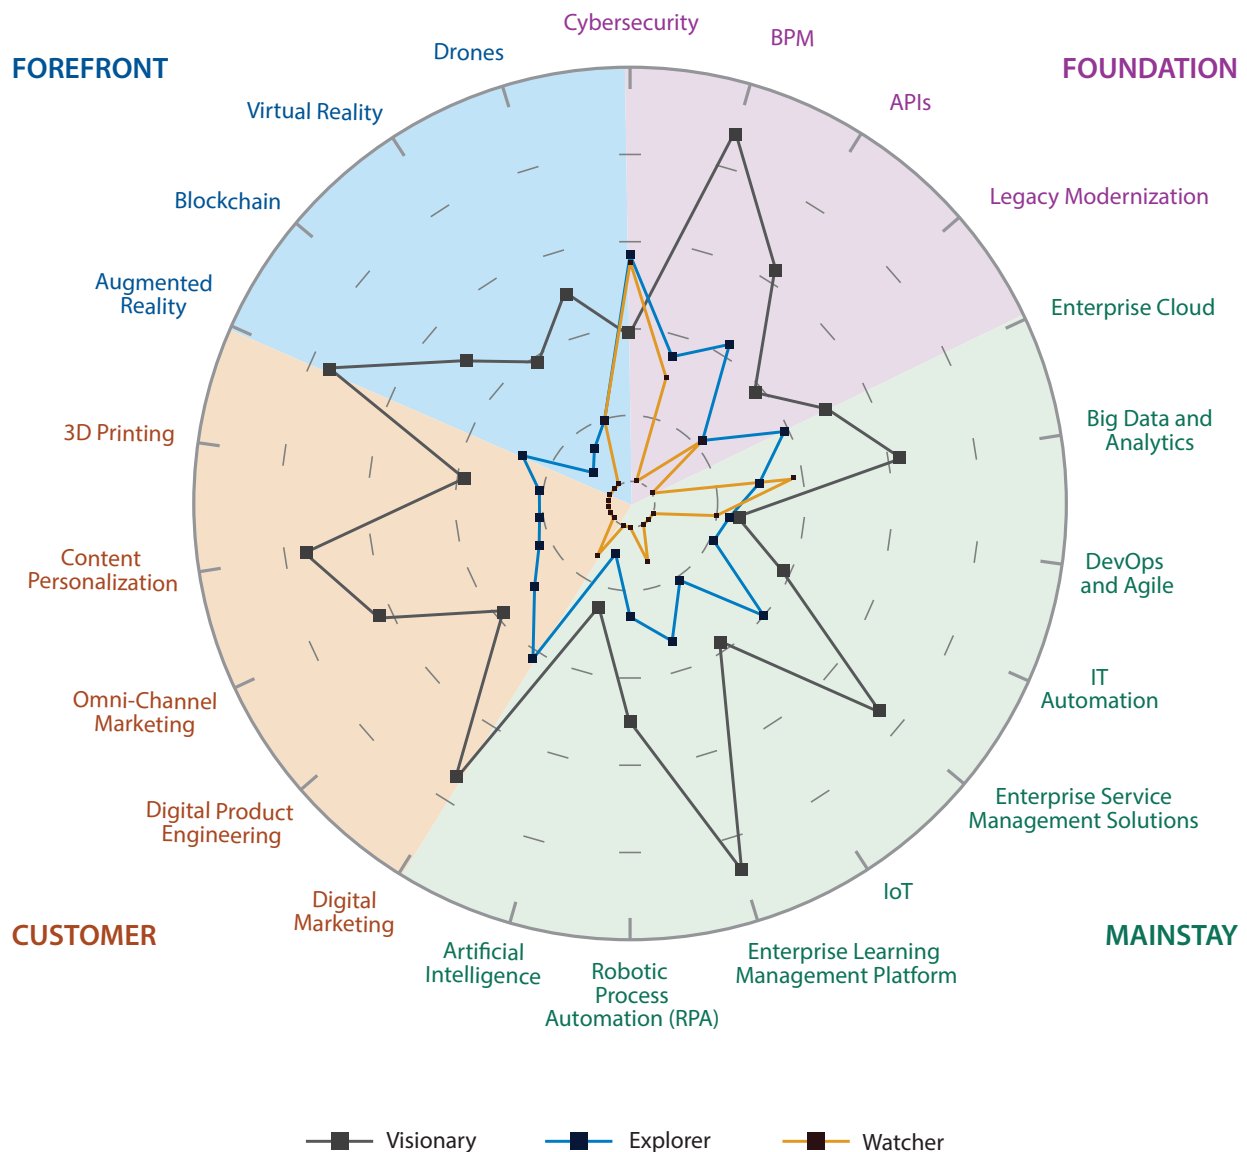 Cybersecurity
BPM
Drones
FOREFRONT
FOUNDATION
APIs
Virtual Reality
Blockchain
Legacy Modernization
Augmented
Reality
Enterprise Cloud
3D Printing
Big Data and
Analytics
Content
Personalization
DevOps
and Agile
Omni-Channel
Marketing
IT
Automation
Digital Product
Engineering
Enterprise Service
Management Solutions
Digital
Marketing
IoT
CUSTOMER
MAINSTAY
Artificial
Intelligence
Robotic
Process
Automation (RPA)
Enterprise Learning
Management Platform
Visionary
Explorer
Watcher